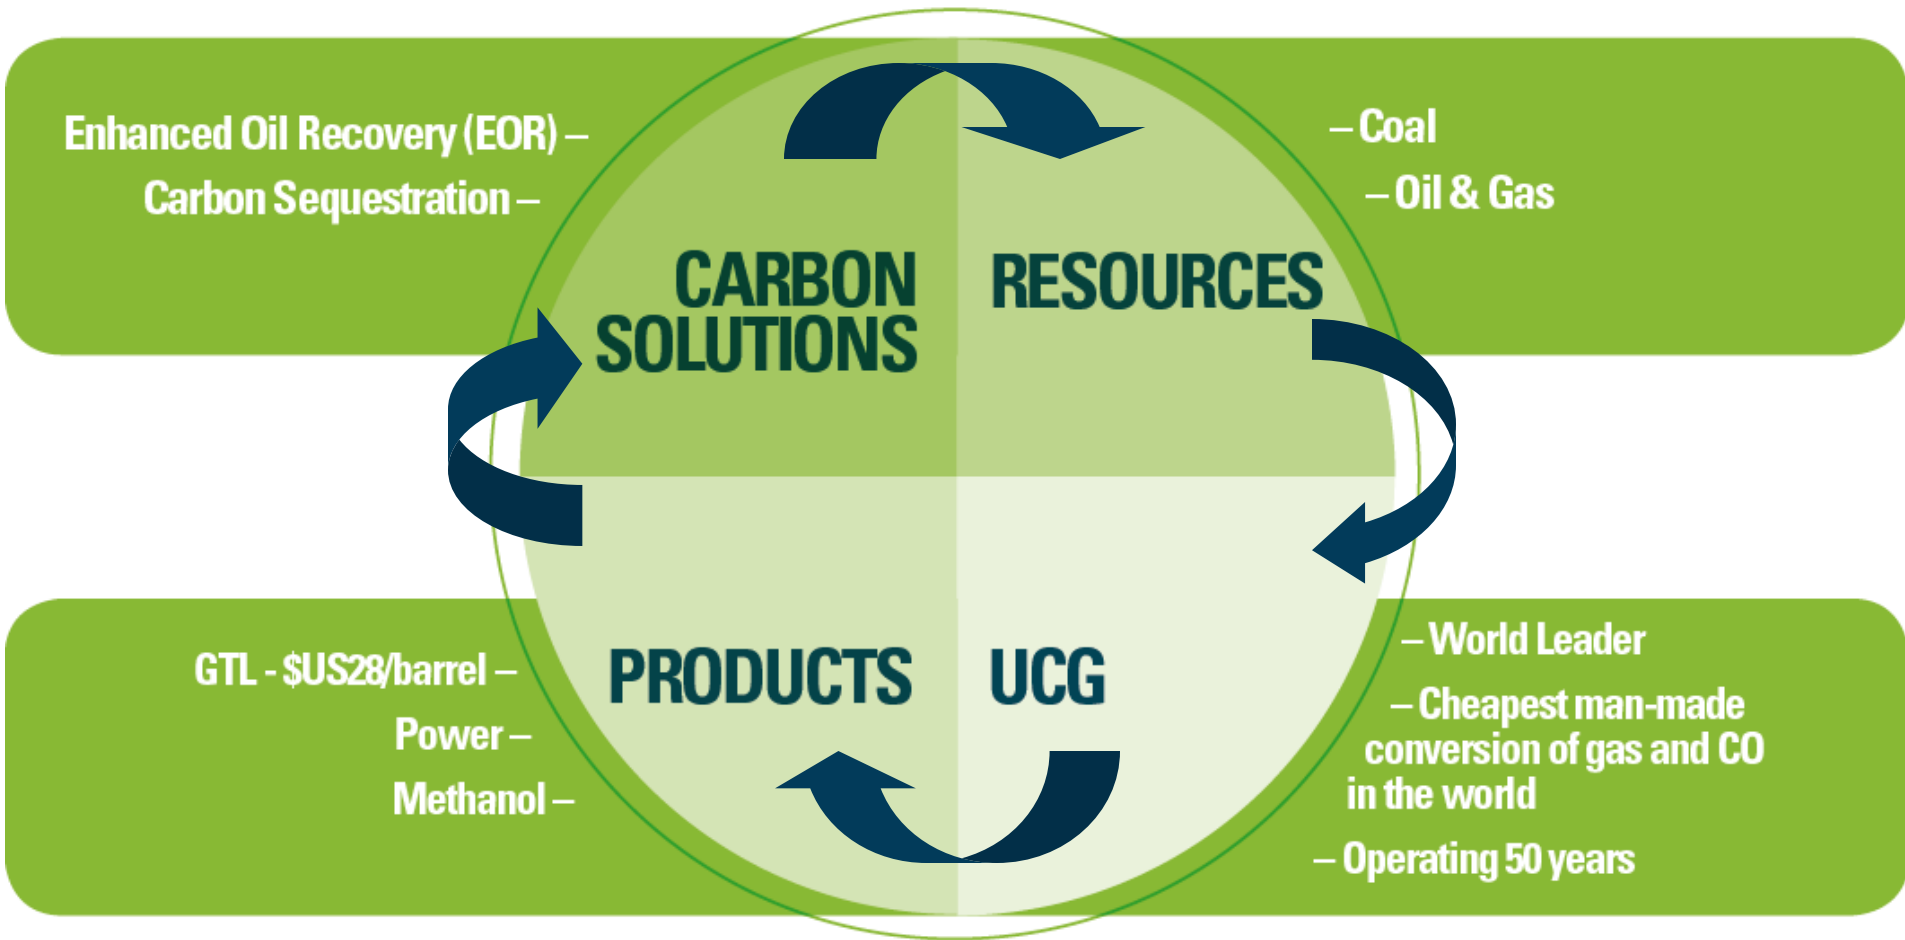 Enhanced Oil Recovery (EOR) –
Carbon Sequestration –
CARBON
SOLUTIONS
– Coal
– Oil & Gas
RESOURCES
GTL - $US28/barrel –
Power –
Methanol –
PRODUCTS
UCG
– World Leader
– Cheapest man-made
conversion of gas and CO
in the world
– Operating 50 years